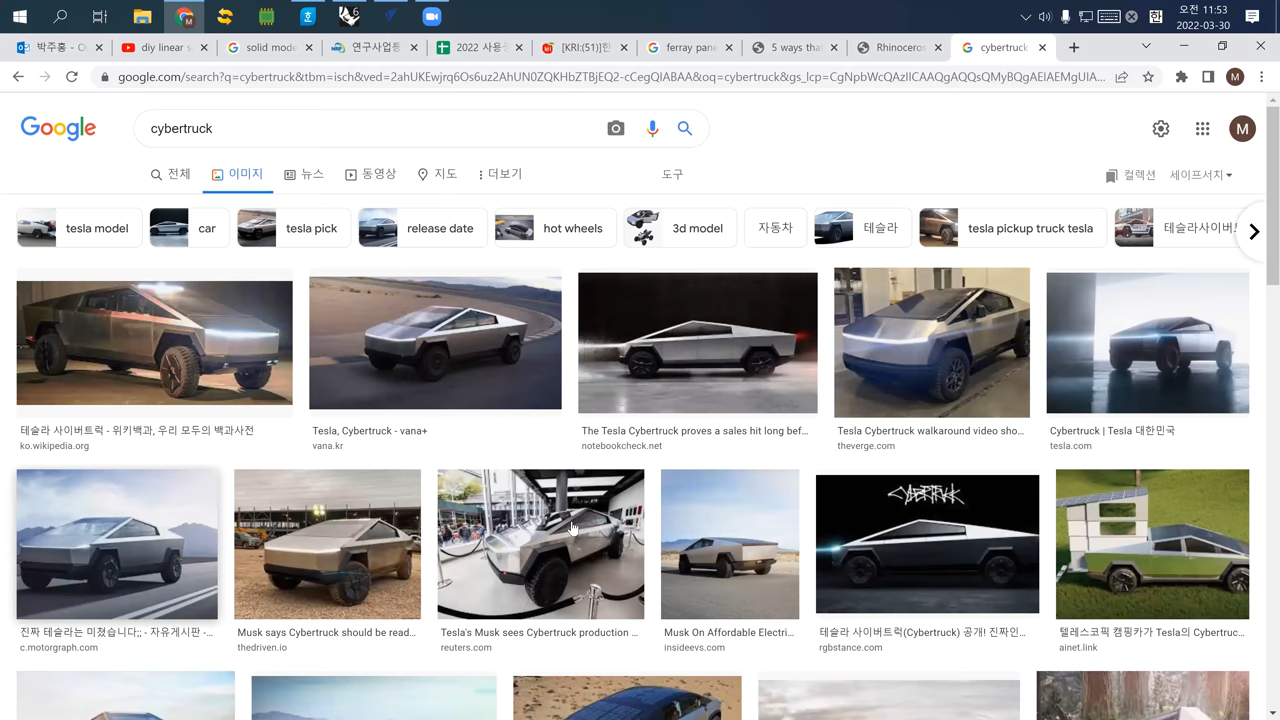 6
한
오전 11:53
2022-03-30
박주홍 - O
diy linear s
solid mode
연구사업통
2022 사용
[KRI:(51)]한
ferray pane
5 ways that
Rhinoceros
cybertruck
google.com/search?q=cybertruck&tbm=isch&ved=2ahUKEwjrq6Os6uz2AhUN0ZQKHbZTBjEQ2-cCegQIABAA&oq=cybertruck&gs_lcp=CgNpbWcQAzIICAAQgAQQsQMyBQgAEIAEMgUIA...
M
Google
cybertruck
M
전체
이미지
뉴스
동영상
지도
더보기
도구
컬렉션
세이프서치
tesla model
car
tesla pick
release date
hot wheels
3d model
자동차
테슬라
tesla pickup truck tesla
테슬라사이버트
테슬라 사이버트럭 - 위키백과, 우리 모두의 백과사전
ko.wikipedia.org
Tesla, Cybertruck - vana+
vana.kr
The Tesla Cybertruck proves a sales hit long bef...
notebookcheck.net
Tesla Cybertruck walkaround video sho...
theverge.com
Cybertruck | Tesla 대한민국
tesla.com
CYBERTRUCK
진짜 테슬라는 미쳤습니다;; - 자유게시판 -...
c.motorgraph.com
Musk says Cybertruck should be read...
thedriven.io
Tesla's Musk sees Cybertruck production ...
reuters.com
Musk On Affordable Electri...
insideevs.com
테슬라 사이버트럭(Cybertruck) 공개! 진짜인...
rgbstance.com
텔레스코픽 캠핑카가 Tesla의 Cybertruc...
ainet.link